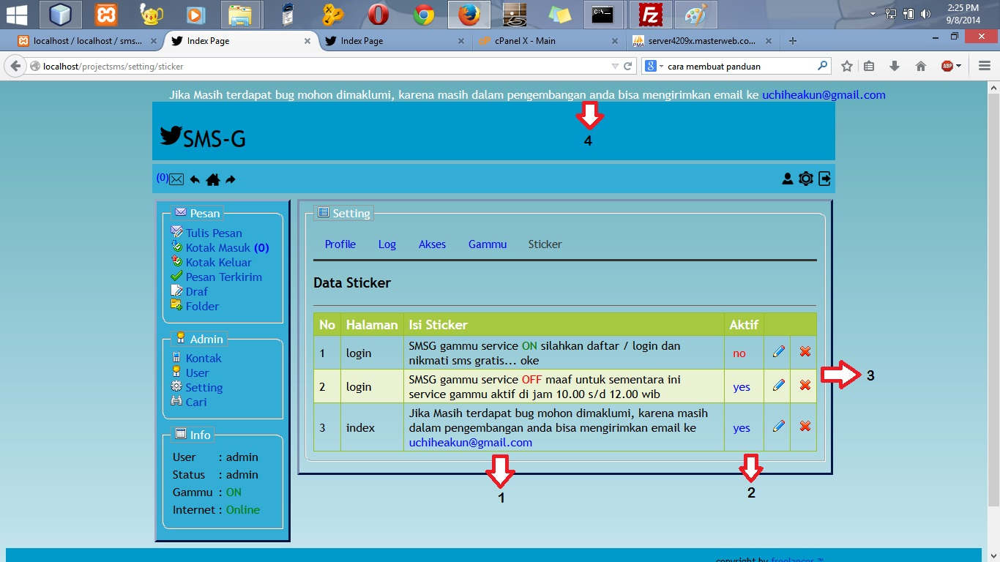 2:25 PM
9/8/2014
localhost / localhost / sms...
Index Page
Index Page
cPanel X - Main
server4209x.masterweb.co...
localhost/projectsms/setting/sticker
cara membuat panduan
Jika Masih terdapat bug mohon dimaklumi, karena masih dalam pengembangan anda bisa mengirimkan email ke uchiheakun@gmail.com
4
SMS-G
(0)
Pesan
Tulis Pesan
Kotak Masuk (0)
Kotak Keluar
Pesan Terkirim
Draf
Folder
Admin
Kontak
User
Setting
Cari
Info
User : admin
Status : admin
Gammu : ON
Internet : Online
Setting
Profile Log Akses Gammu Sticker
Data Sticker
No Halaman Isi Sticker Aktif
1 login SMSG gammu service ON silahkan daftar / login dan
nikmati sms gratis... oke no
2 login SMSG gammu service OFF maaf untuk sementara ini
service gammu aktif di jam 10.00 s/d 12.00 wib yes
3 index Jika Masih terdapat bug mohon dimaklumi, karena masih
dalam pengembangan anda bisa mengirimkan email ke yes
uchiheakun@gmail.com
3
1
2
copyright by freelancer ™